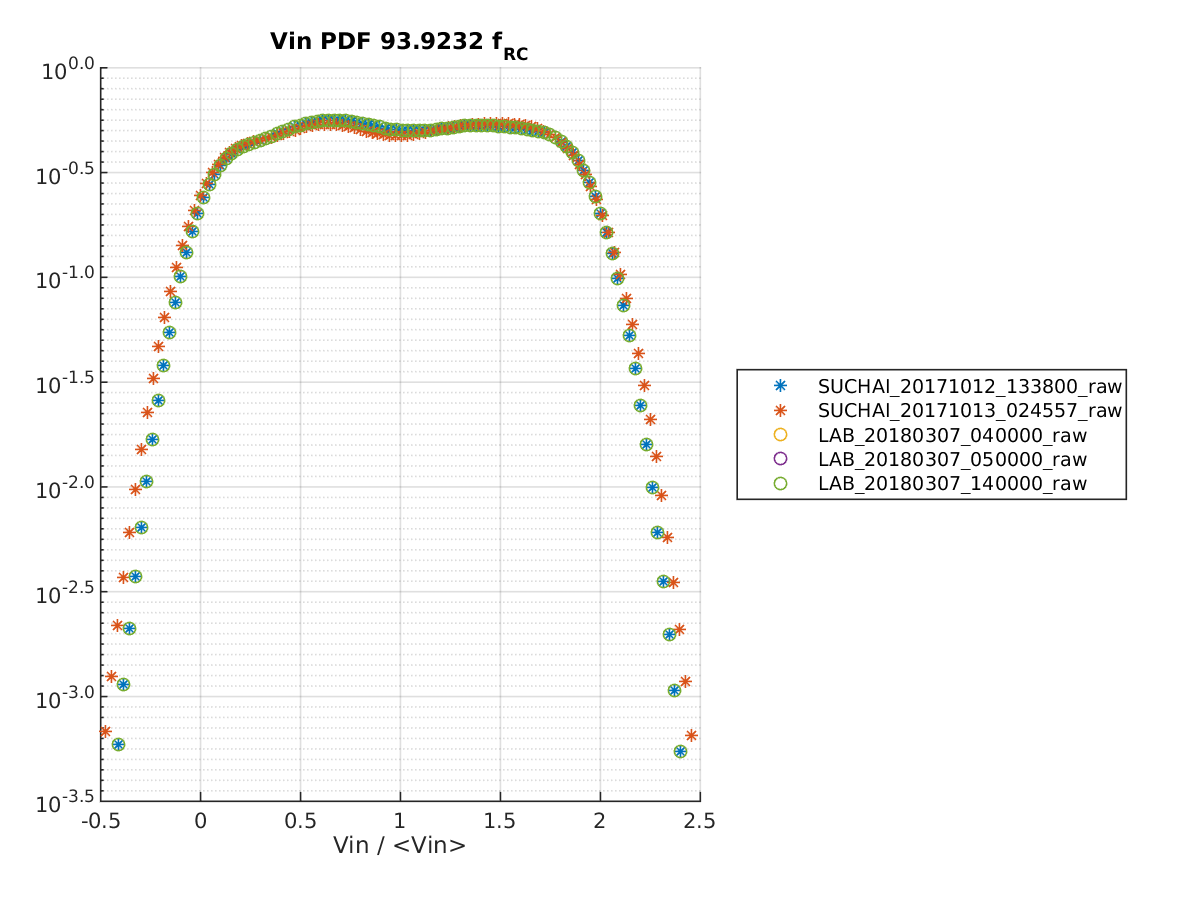 Vin PDF 93.9232 f_RC
10^0.0
10^-0.5
10^-1.0
10^-1.5
10^-2.0
10^-2.5
10^-3.0
10^-3.5
-0.5 0 0.5 1 1.5 2 2.5
Vin / <Vin>
SUCHAI_20171012_133800_raw
SUCHAI_20171013_024557_raw
LAB_20180307_040000_raw
LAB_20180307_050000_raw
LAB_20180307_140000_raw